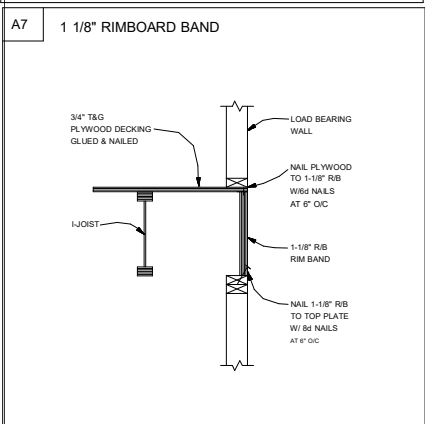 A7
1 1/8" RIMBOARD BAND
3/4" T&G
PLYWOOD DECKING
GLUED & NAILED
I-JOIST
LOAD BEARING
WALL
NAIL PLYWOOD
TO 1-1/8" R/B
W/6d NAILS
AT 6" O/C
1-1/8" R/B
RIM BAND
NAIL 1-1/8" R/B
TO TOP PLATE
W/ 8d NAILS
AT 6" O/C